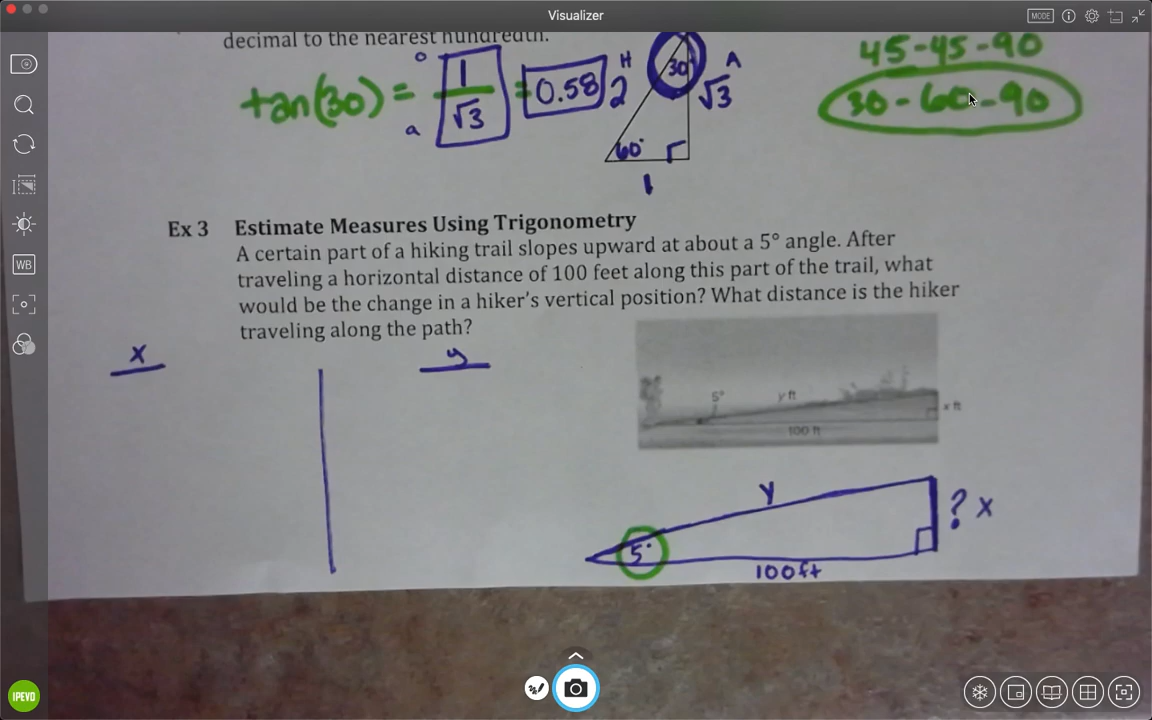 Visualizer
MODE
decimal to the nearest hundredth.
tan(30) = 1/√3 = 0.58
o
a
H
2
30°
A
√3
60°
1
45-45-90
30-60-90
Ex 3 Estimate Measures Using Trigonometry
A certain part of a hiking trail slopes upward at about a 5° angle. After
traveling a horizontal distance of 100 feet along this part of the trail, what
would be the change in a hiker's vertical position? What distance is the hiker
traveling along the path?
x
y
5°
y ft
x ft
100 ft
y
? x
5°
100ft
WB
IPEVO